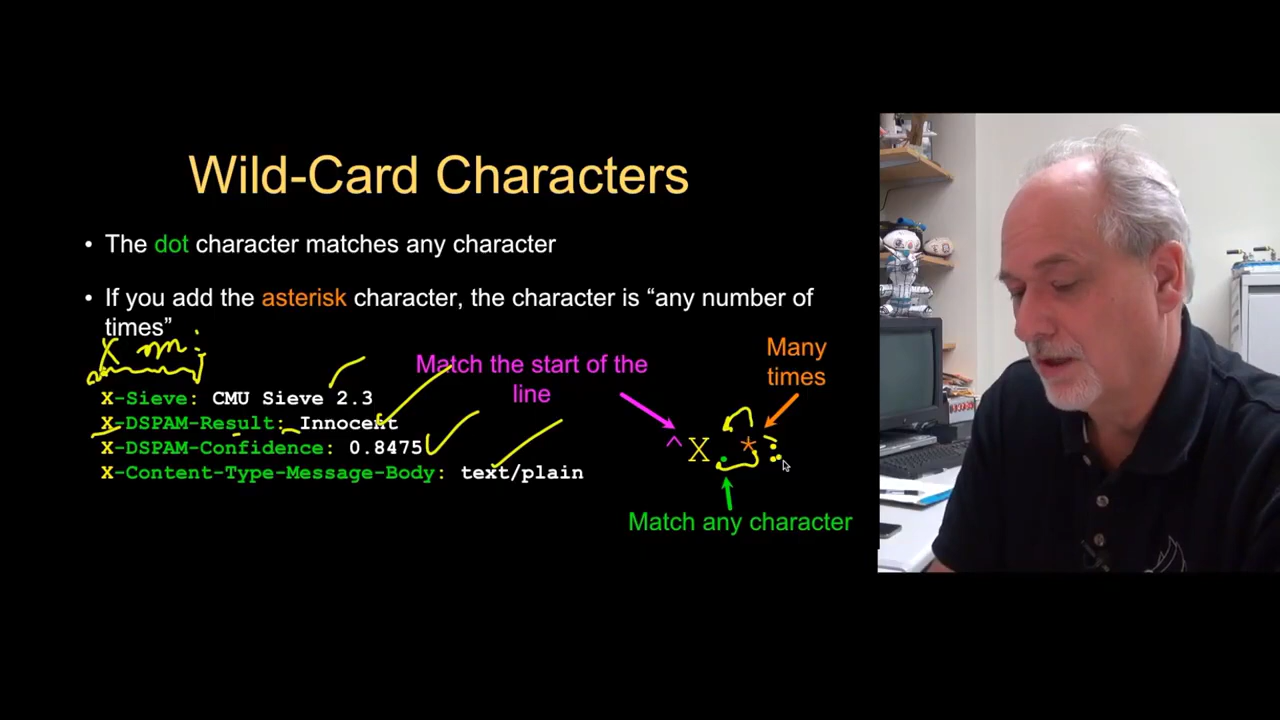 Wild-Card Characters
• The dot character matches any character
• If you add the asterisk character, the character is “any number of
times”
X
Match the start of the
line
Many
times
X-Sieve: CMU Sieve 2.3
X-DSPAM-Result: Innocent
X-DSPAM-Confidence: 0.8475
X-Content-Type-Message-Body: text/plain
^X.*:
Match any character